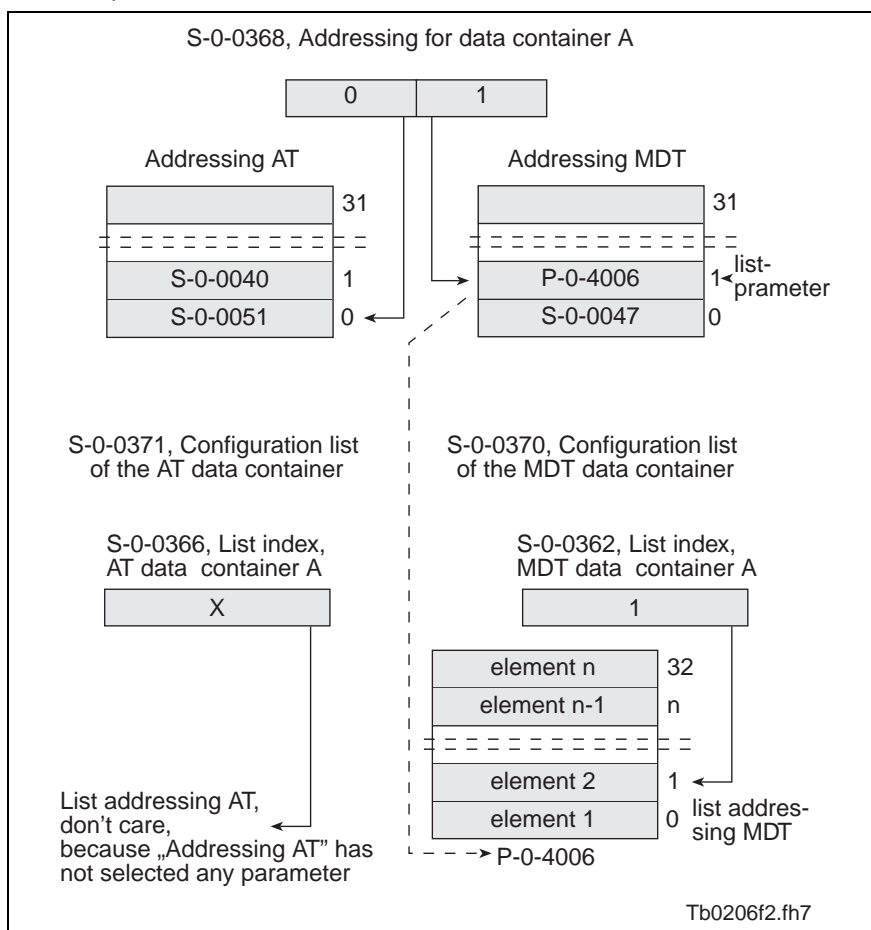 S-0-0368, Addressing for data container A
0 1
Addressing AT
31
S-0-0040 1
S-0-0051 0
Addressing MDT
31
P-0-4006 1
S-0-0047 0
list-
prameter
S-0-0371, Configuration list
of the AT data container
S-0-0370, Configuration list
of the MDT data container
S-0-0366, List index,
AT data container A
X
S-0-0362, List index,
MDT data container A
1
element n 32
element n-1 n
element 2 1
element 1 0
list addres-
sing MDT
P-0-4006
List addressing AT,
don't care,
because „Addressing AT" has
not selected any parameter
Tb0206f2.fh7